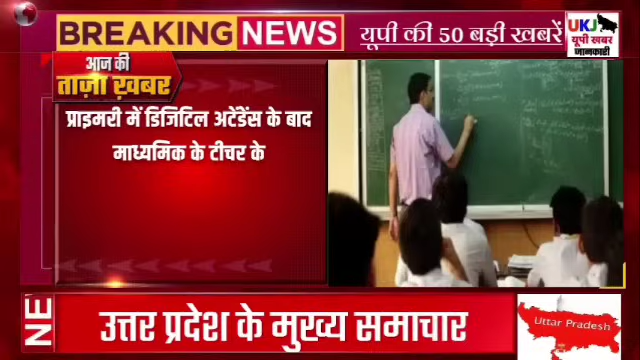 BREAKING NEWS
यूपी की 50 बड़ी खबरें
UKJ
यूपी खबर
जानकारी
आज की
ताज़ा ख़बर
प्राइमरी में डिजिटिल अटेडेंस के बाद
माध्यमिक के टीचर के
NE
उत्तर प्रदेश के मुख्य समाचार
Uttar Pradesh